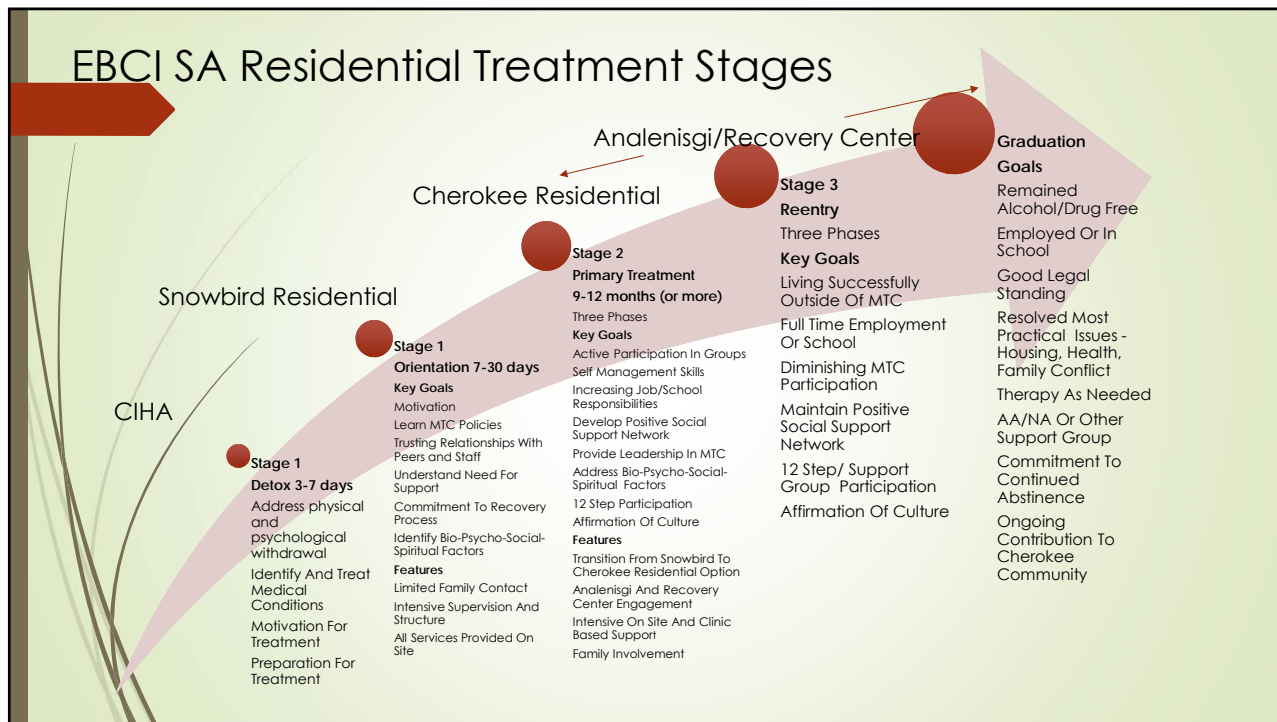 EBCI SA Residential Treatment Stages
Analenisgi/Recovery Center
Cherokee Residential
Snowbird Residential
CIHA
Stage 1
Detox 3-7 days
Address physical
and
psychological
withdrawal
Identify And Treat
Medical
Conditions
Motivation For
Treatment
Preparation For
Treatment
Stage 1
Orientation 7-30 days
Key Goals
Motivation
Learn MTC Policies
Trusting Relationships With
Peers and Staff
Understand Need For
Support
Commitment To Recovery
Process
Identify Bio-Psycho-Social-
Spiritual Factors
Features
Limited Family Contact
Intensive Supervision And
Structure
All Services Provided On
Site
Stage 2
Primary Treatment
9-12 months (or more)
Three Phases
Key Goals
Active Participation In Groups
Self Management Skills
Increasing Job/School
Responsibilities
Develop Positive Social
Support Network
Provide Leadership In MTC
Address Bio-Psycho-Social-
Spiritual Factors
12 Step Participation
Affirmation Of Culture
Features
Transition From Snowbird To
Cherokee Residential Option
Analenisgi And Recovery
Center Engagement
Intensive On Site And Clinic
Based Support
Family Involvement
Stage 3
Reentry
Three Phases
Key Goals
Living Successfully
Outside Of MTC
Full Time Employment
Or School
Diminishing MTC
Participation
Maintain Positive
Social Support
Network
12 Step/ Support
Group Participation
Affirmation Of Culture
Graduation
Goals
Remained
Alcohol/Drug Free
Employed Or In
School
Good Legal
Standing
Resolved Most
Practical Issues -
Housing, Health,
Family Conflict
Therapy As Needed
AA/NA Or Other
Support Group
Commitment To
Continued
Abstinence
Ongoing
Contribution To
Cherokee
Community